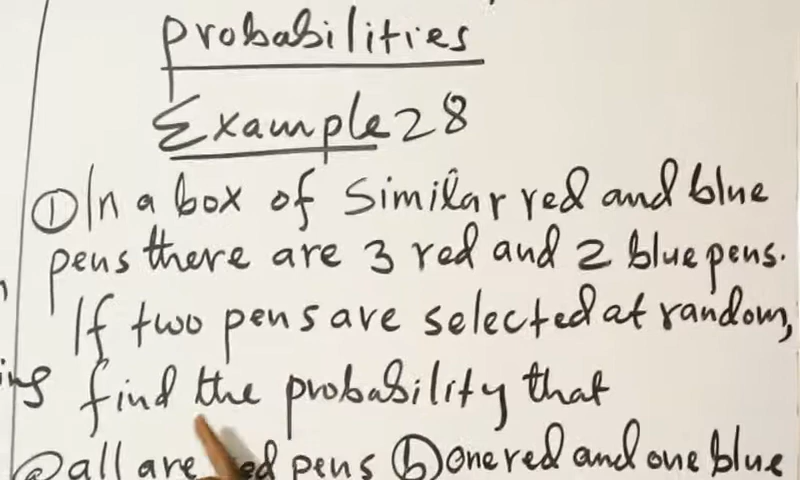 probabilities
Example 28
① In a box of similar red and blue
pens there are 3 red and 2 blue pens.
If two pens are selected at random,
find the probability that
ⓐ all are red pens ⓑ one red and one blue